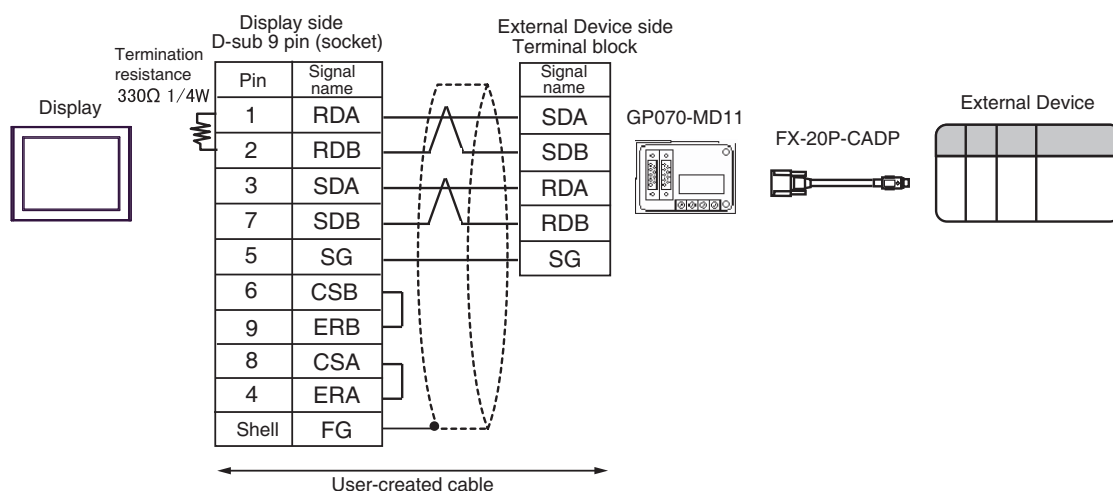 Display side
D-sub 9 pin (socket)
External Device side
Terminal block
Termination
resistance
330Ω 1/4W
Pin Signal name
Signal name
Display
1 RDA SDA
2 RDB SDB
3 SDA RDA
7 SDB RDB
5 SG SG
6 CSB
9 ERB
8 CSA
4 ERA
Shell FG
GP070-MD11
FX-20P-CADP
External Device
User-created cable